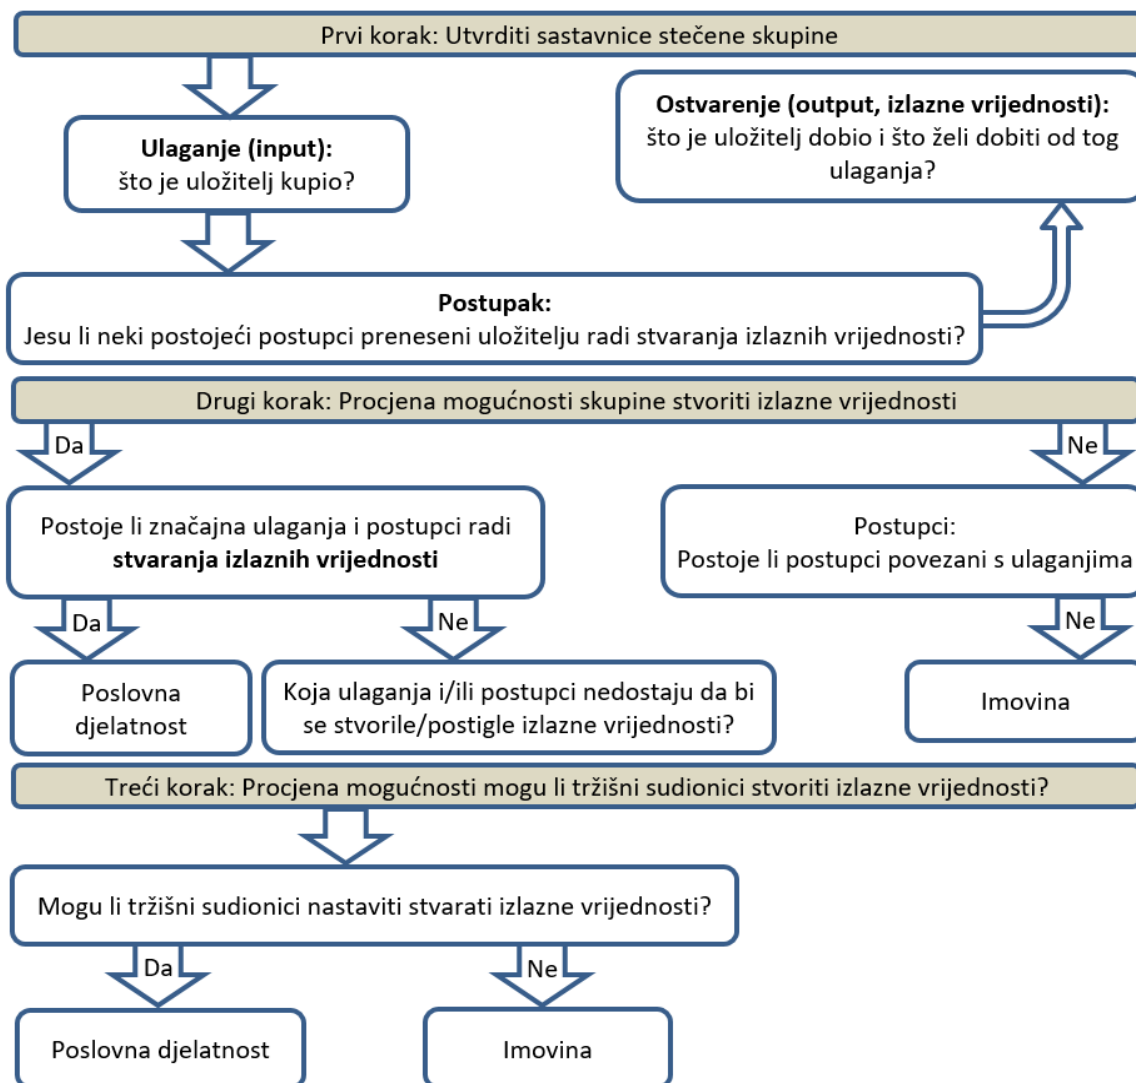 Prvi korak: Utvrditi sastavnice stečene skupine
Ulaganje (input):
što je uložitelj kupio?
Ostvarenje (output, izlazne vrijednosti):
što je uložitelj dobio i što želi dobiti od tog
ulaganja?
Postupak:
Jesu li neki postojeći postupci preneseni uložitelju radi stvaranja izlaznih vrijednosti?
Drugi korak: Procjena mogućnosti skupine stvoriti izlazne vrijednosti
Da
Ne
Postoje li značajna ulaganja i postupci radi
stvaranja izlaznih vrijednosti
Postupci:
Postoje li postupci povezani s ulaganjima
Da
Ne
Ne
Poslovna
djelatnost
Koja ulaganja i/ili postupci nedostaju da bi
se stvorile/postigle izlazne vrijednosti?
Imovina
Treći korak: Procjena mogućnosti mogu li tržišni sudionici stvoriti izlazne vrijednosti?
Mogu li tržišni sudionici nastaviti stvarati izlazne vrijednosti?
Da
Ne
Poslovna djelatnost
Imovina